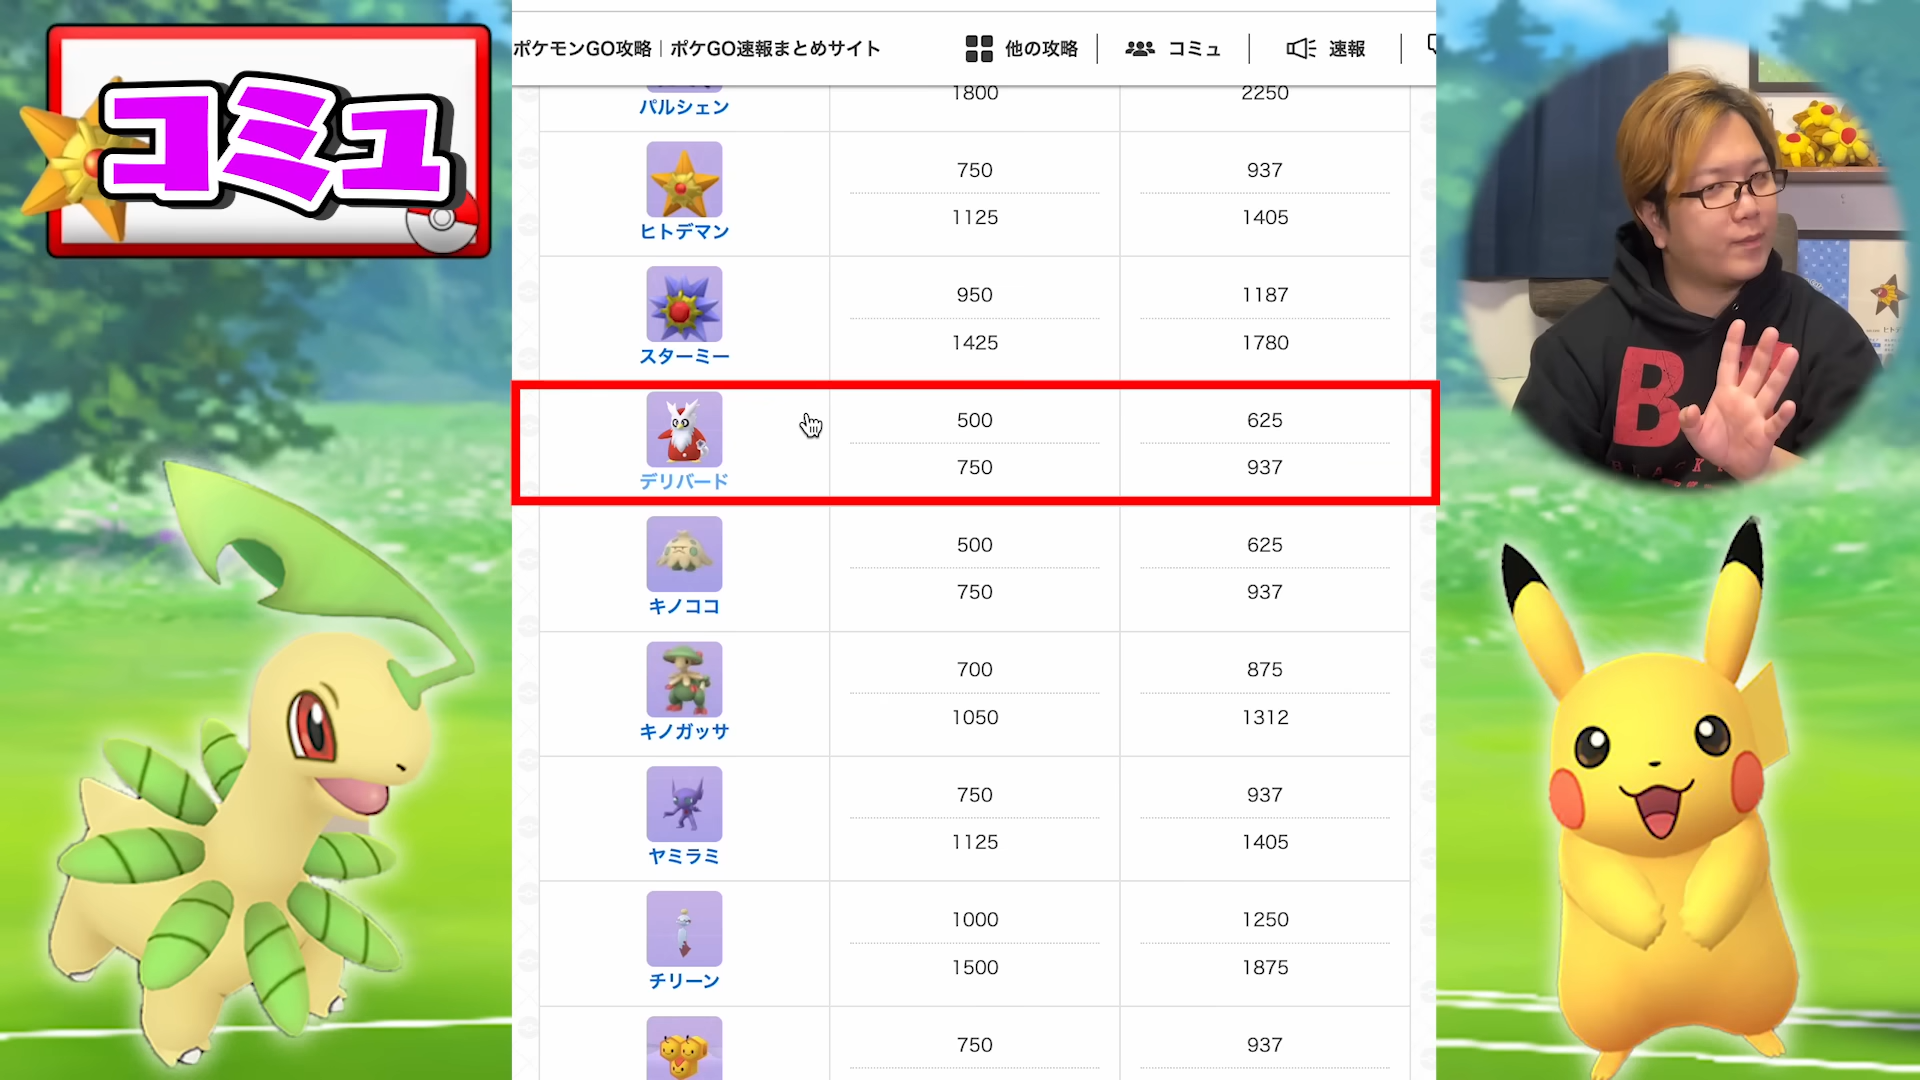 コミュ
ポケモンGO攻略｜ポケGO速報まとめサイト
他の攻略
コミュ
速報
パルシェン
1800
2250
750
937
ヒトデマン
1125
1405
950
1187
スターミー
1425
1780
500
625
デリバード
750
937
500
625
キノココ
750
937
700
875
キノガッサ
1050
1312
750
937
ヤミラミ
1125
1405
1000
1250
チリーン
1500
1875
750
937